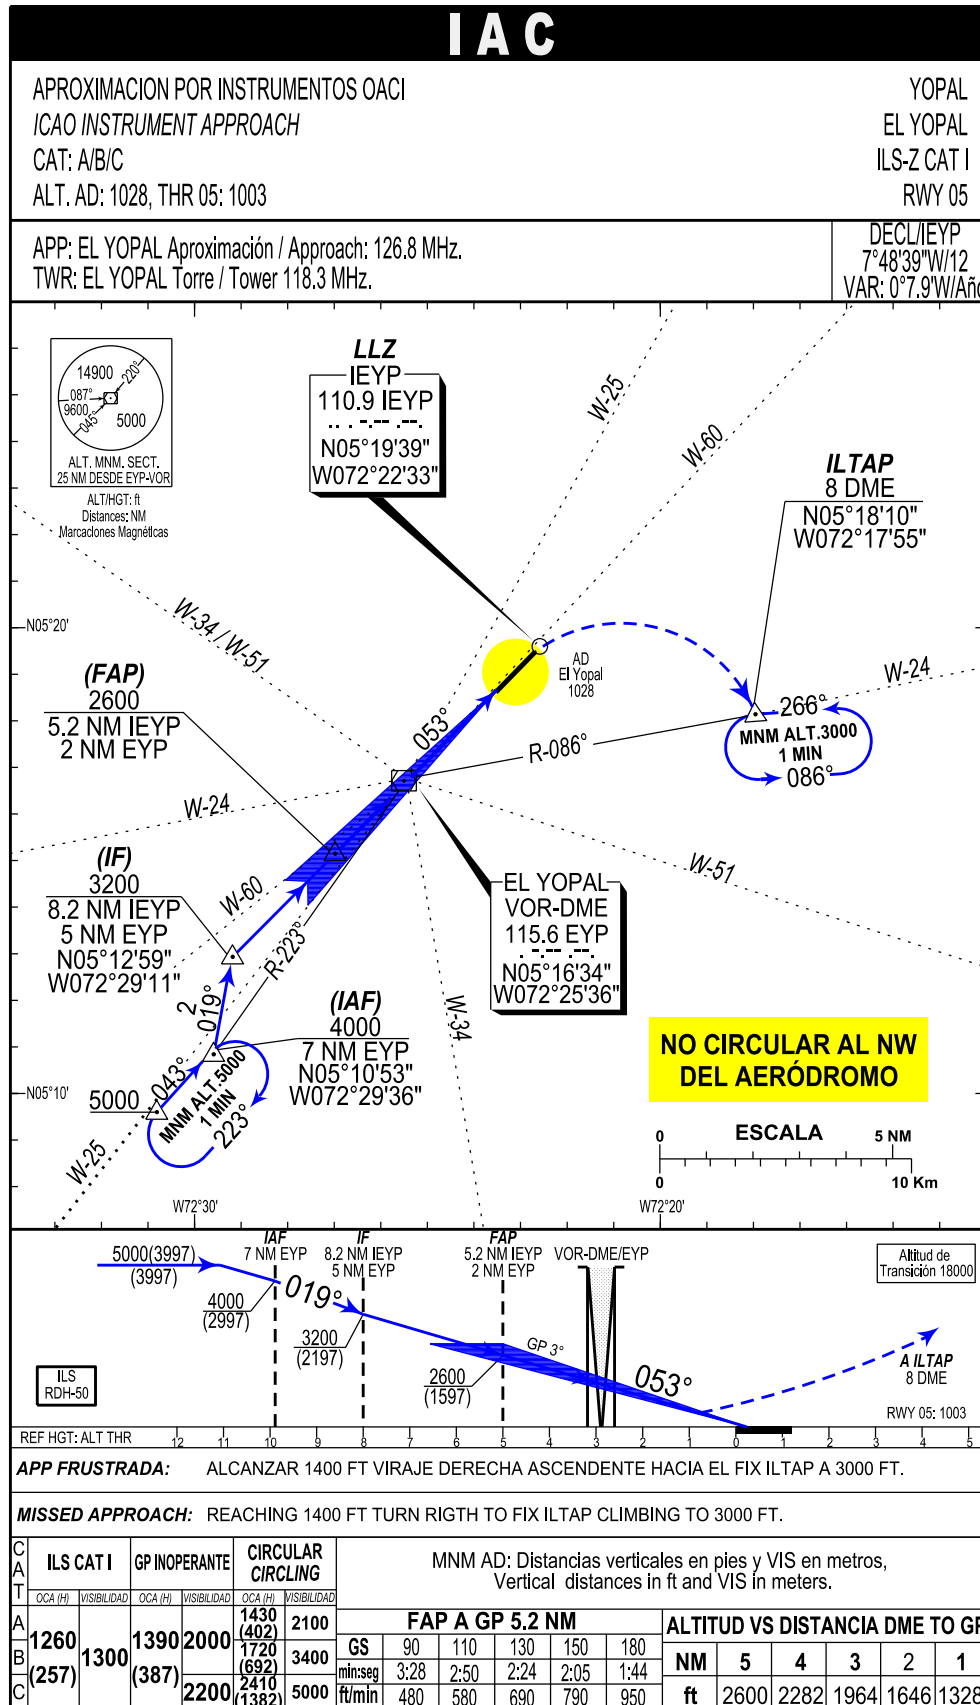 IAC
APROXIMACION POR INSTRUMENTOS OACI
ICAO INSTRUMENT APPROACH
CAT: A/B/C
ALT. AD: 1028, THR 05: 1003
YOPAL
EL YOPAL
ILS-Z CAT I
RWY 05
APP: EL YOPAL Aproximación / Approach: 126.8 MHz.
TWR: EL YOPAL Torre / Tower 118.3 MHz.
DECL/IEYP
7°48'39"W/12
VAR: 0°7.9'W/Año
14900
220°
087°
9600
045°
5000
ALT. MNM. SECT.
25 NM DESDE EYP-VOR
ALT/HGT: ft
Distances: NM
Marcaciones Magnéticas
LLZ
IEYP
110.9 IEYP
N05°19'39"
W072°22'33"
W-25
W-60
ILTAP
8 DME
N05°18'10"
W072°17'55"
N05°20'
W-34 / W-51
AD
El Yopal
1028
W-24
(FAP)
2600
5.2 NM IEYP
2 NM EYP
053°
R-086°
266°
MNM ALT.3000
1 MIN
086°
W-24
W-51
(IF)
3200
8.2 NM IEYP
5 NM EYP
N05°12'59"
W072°29'11"
W-60
R-223°
EL YOPAL
VOR-DME
115.6 EYP
N05°16'34"
W072°25'36"
W-34
2
019°
(IAF)
4000
7 NM EYP
N05°10'53"
W072°29'36"
NO CIRCULAR AL NW
DEL AERÓDROMO
N05°10'
5000
043°
MNM ALT.5000
1 MIN
223°
W-25
0 ESCALA 5 NM
0 10 Km
W72°30'
W72°20'
5000(3997)
(3997)
IAF
7 NM EYP
IF
8.2 NM IEYP
5 NM EYP
FAP
5.2 NM IEYP
2 NM EYP
VOR-DME/EYP
Altitud de
Transición 18000
4000
(2997)
019°
3200
(2197)
GP 3°
2600
(1597)
053°
A ILTAP
8 DME
ILS
RDH-50
RWY 05: 1003
REF HGT: ALT THR
12 11 10 9 8 7 6 5 4 3 2 1 0 1 2 3 4 5
APP FRUSTRADA: ALCANZAR 1400 FT VIRAJE DERECHA ASCENDENTE HACIA EL FIX ILTAP A 3000 FT.
MISSED APPROACH: REACHING 1400 FT TURN RIGTH TO FIX ILTAP CLIMBING TO 3000 FT.
CAT
ILS CAT I
GP INOPERANTE
CIRCULAR
CIRCLING
OCA (H) VISIBILIDAD OCA (H) VISIBILIDAD OCA (H) VISIBILIDAD
A
B
C
1260
(257)
1300
1390
(387)
2000
2200
1430
(402)
2100
1720
(692)
3400
2410
(1382)
5000
MNM AD: Distancias verticales en pies y VIS en metros,
Vertical distances in ft and VIS in meters.
FAP A GP 5.2 NM
GS 90 110 130 150 180
min:seg 3:28 2:50 2:24 2:05 1:44
ft/min 480 580 690 790 950
ALTITUD VS DISTANCIA DME TO GP
NM 5 4 3 2 1
ft 2600 2282 1964 1646 1328